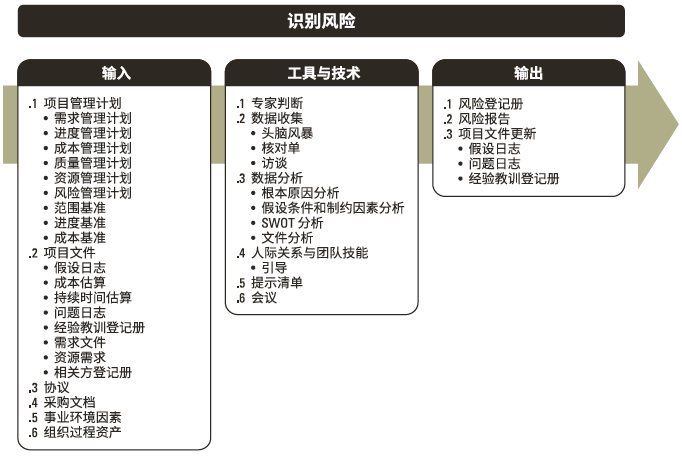 识别风险
输入
.1 项目管理计划
• 需求管理计划
• 进度管理计划
• 成本管理计划
• 质量管理计划
• 资源管理计划
• 风险管理计划
• 范围基准
• 进度基准
• 成本基准
.2 项目文件
• 假设日志
• 成本估算
• 持续时间估算
• 问题日志
• 经验教训登记册
• 需求文件
• 资源需求
• 相关方登记册
.3 协议
.4 采购文档
.5 事业环境因素
.6 组织过程资产
工具与技术
.1 专家判断
.2 数据收集
• 头脑风暴
• 核对单
• 访谈
.3 数据分析
• 根本原因分析
• 假设条件和制约因素分析
• SWOT 分析
• 文件分析
.4 人际关系与团队技能
• 引导
.5 提示清单
.6 会议
输出
.1 风险登记册
.2 风险报告
.3 项目文件更新
• 假设日志
• 问题日志
• 经验教训登记册